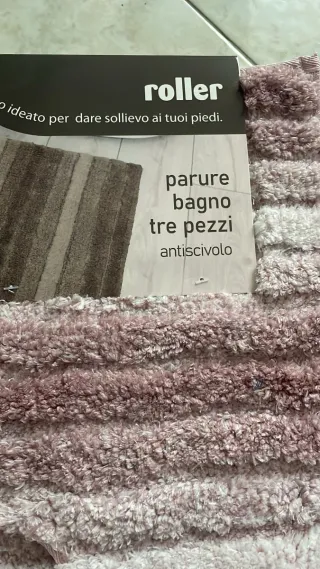 roller
o ideato per dare sollievo ai tuoi piedi.
parure
bagno
tre pezzi
antiscivolo